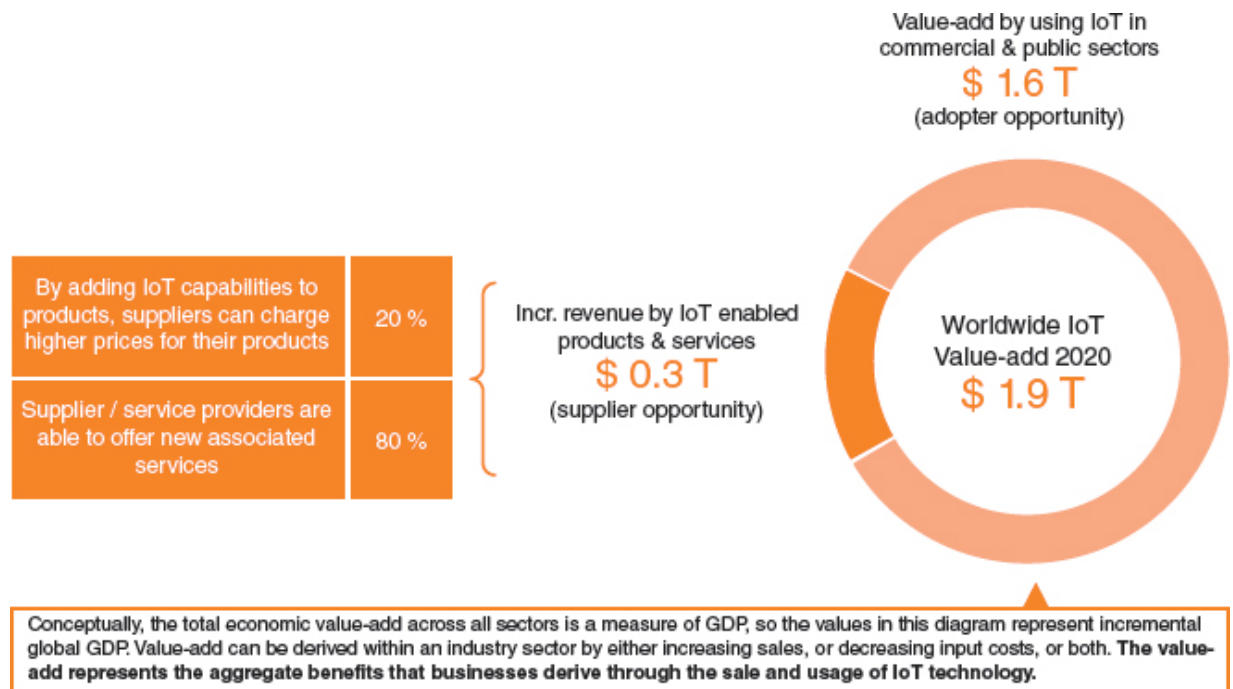 Value-add by using IoT in
commercial & public sectors
$ 1.6 T
(adopter opportunity)
By adding IoT capabilities to
products, suppliers can charge
higher prices for their products
20 %
Supplier / service providers are
able to offer new associated
services
80 %
Incr. revenue by IoT enabled
products & services
$ 0.3 T
(supplier opportunity)
Worldwide IoT
Value-add 2020
$ 1.9 T
Conceptually, the total economic value-add across all sectors is a measure of GDP, so the values in this diagram represent incremental
global GDP. Value-add can be derived within an industry sector by either increasing sales, or decreasing input costs, or both. The value-
add represents the aggregate benefits that businesses derive through the sale and usage of IoT technology.